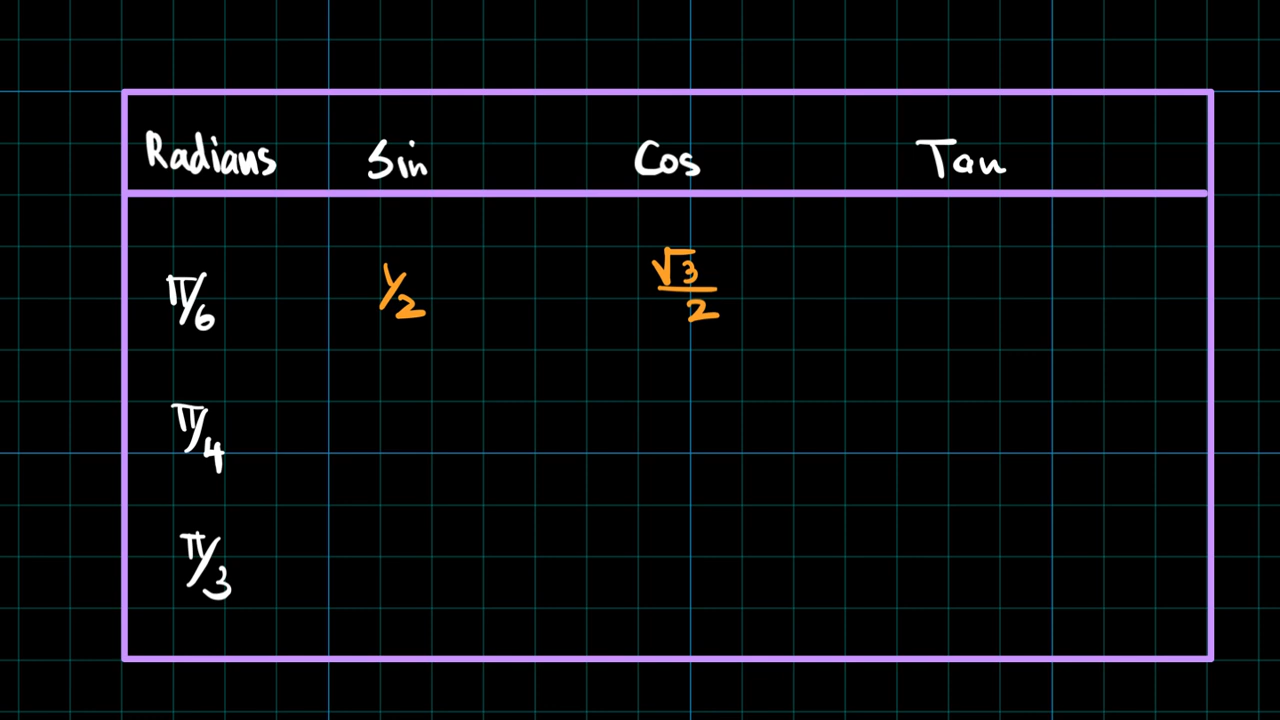 Radians Sin Cos Tan
π/6 1/2 √3/2
π/4
π/3